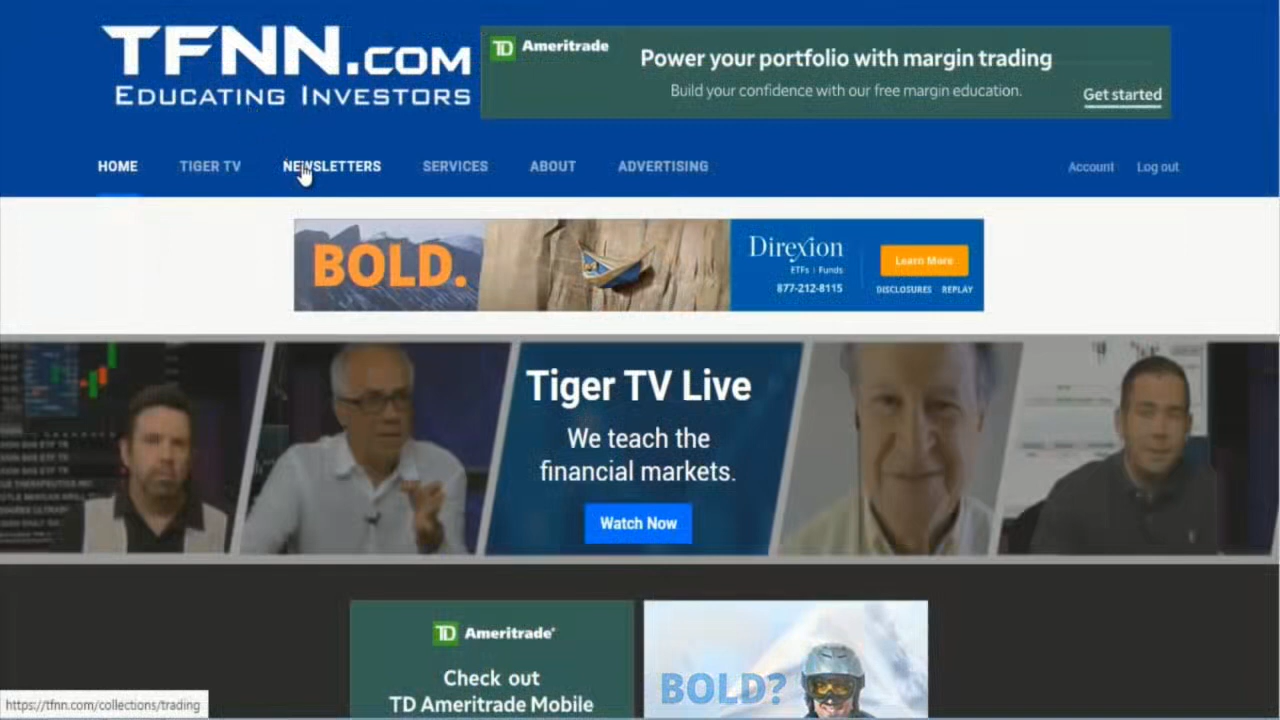 TFNN.COM
EDUCATING INVESTORS
TD Ameritrade
Power your portfolio with margin trading
Build your confidence with our free margin education.
Get started
HOME TIGER TV NEWSLETTERS SERVICES ABOUT ADVERTISING Account Log out
BOLD.
Direxion
ETFs | Funds
877-212-8115
Learn More
DISCLOSURES REPLAY
Tiger TV Live
We teach the
financial markets.
Watch Now
TD Ameritrade
Check out
TD Ameritrade Mobile
BOLD?
https://tfnn.com/collections/trading